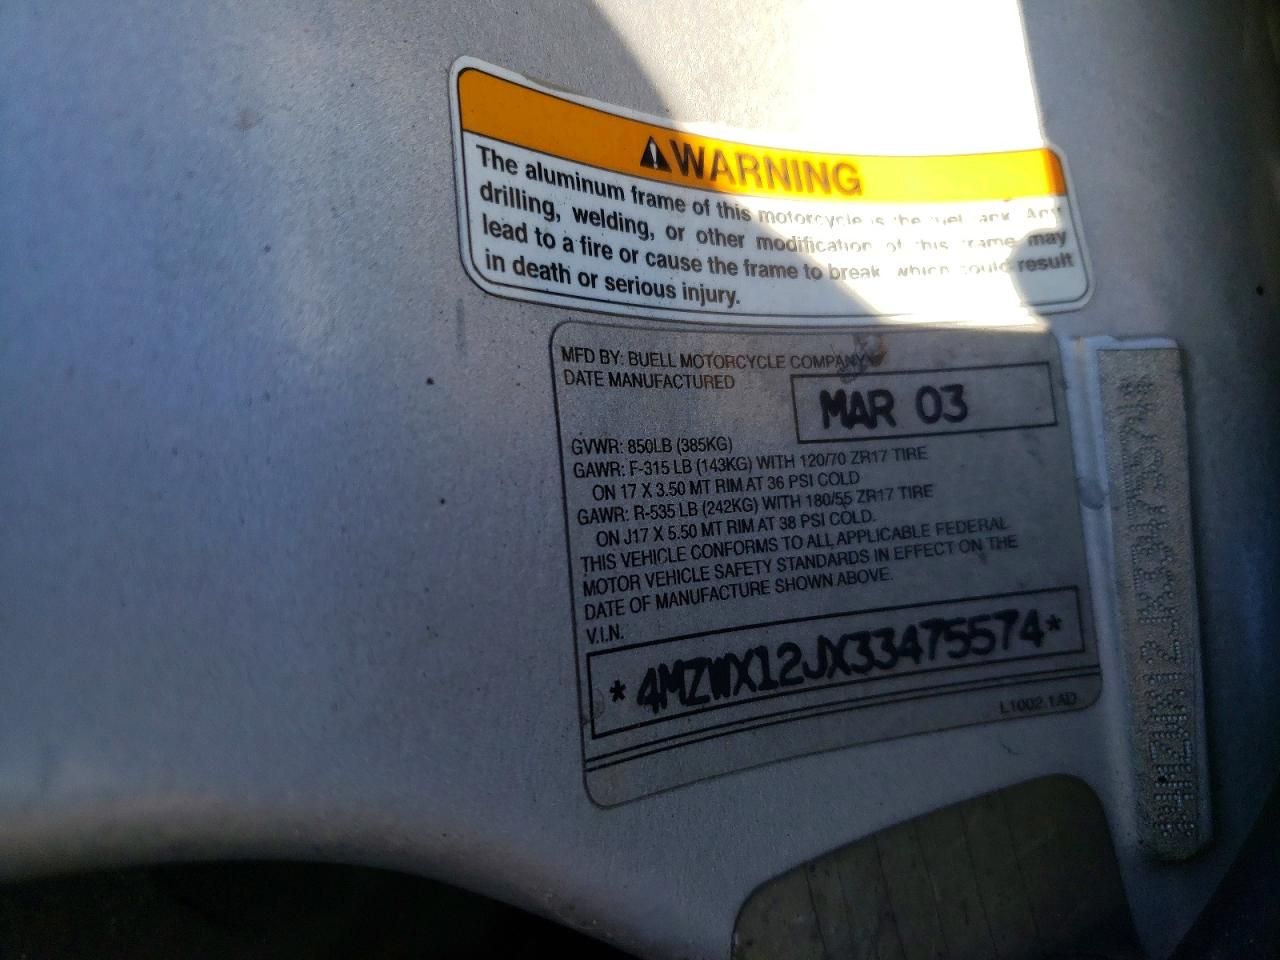 ⚠WARNING
The aluminum frame of this motorcycle is the fuel tank. Any
drilling, welding, or other modification of this frame may
lead to a fire or cause the frame to break which could result
in death or serious injury.
MFD BY: BUELL MOTORCYCLE COMPANY
DATE MANUFACTURED
MAR 03
GVWR: 850LB (385KG)
GAWR: F-315 LB (143KG) WITH 120/70 ZR17 TIRE
ON 17 X 3.50 MT RIM AT 36 PSI COLD
GAWR: R-535 LB (242KG) WITH 180/55 ZR17 TIRE
ON J17 X 5.50 MT RIM AT 38 PSI COLD.
THIS VEHICLE CONFORMS TO ALL APPLICABLE FEDERAL
MOTOR VEHICLE SAFETY STANDARDS IN EFFECT ON THE
DATE OF MANUFACTURE SHOWN ABOVE.
V.I.N.
*4MZWX12JX33475574*
L1002.1AD